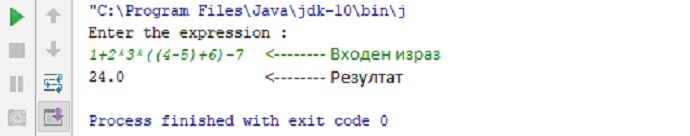 "C:\Program Files\Java\jdk-10\bin\j
Enter the expression :
1+2*3*((4-5)+6)-7 <-------- Входен израз
24.0 <-------- Резултат
Process finished with exit code 0